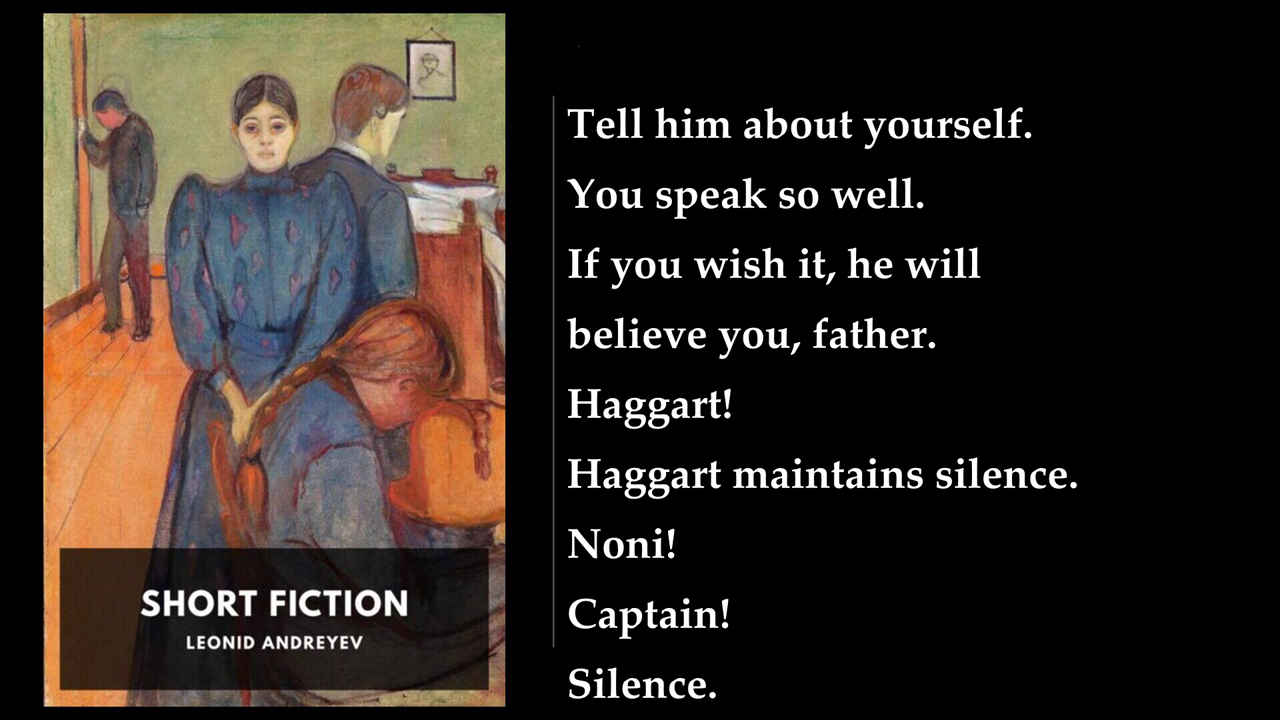 SHORT FICTION
LEONID ANDREYEV
Tell him about yourself.
You speak so well.
If you wish it, he will
believe you, father.
Haggart!
Haggart maintains silence.
Noni!
Captain!
Silence.